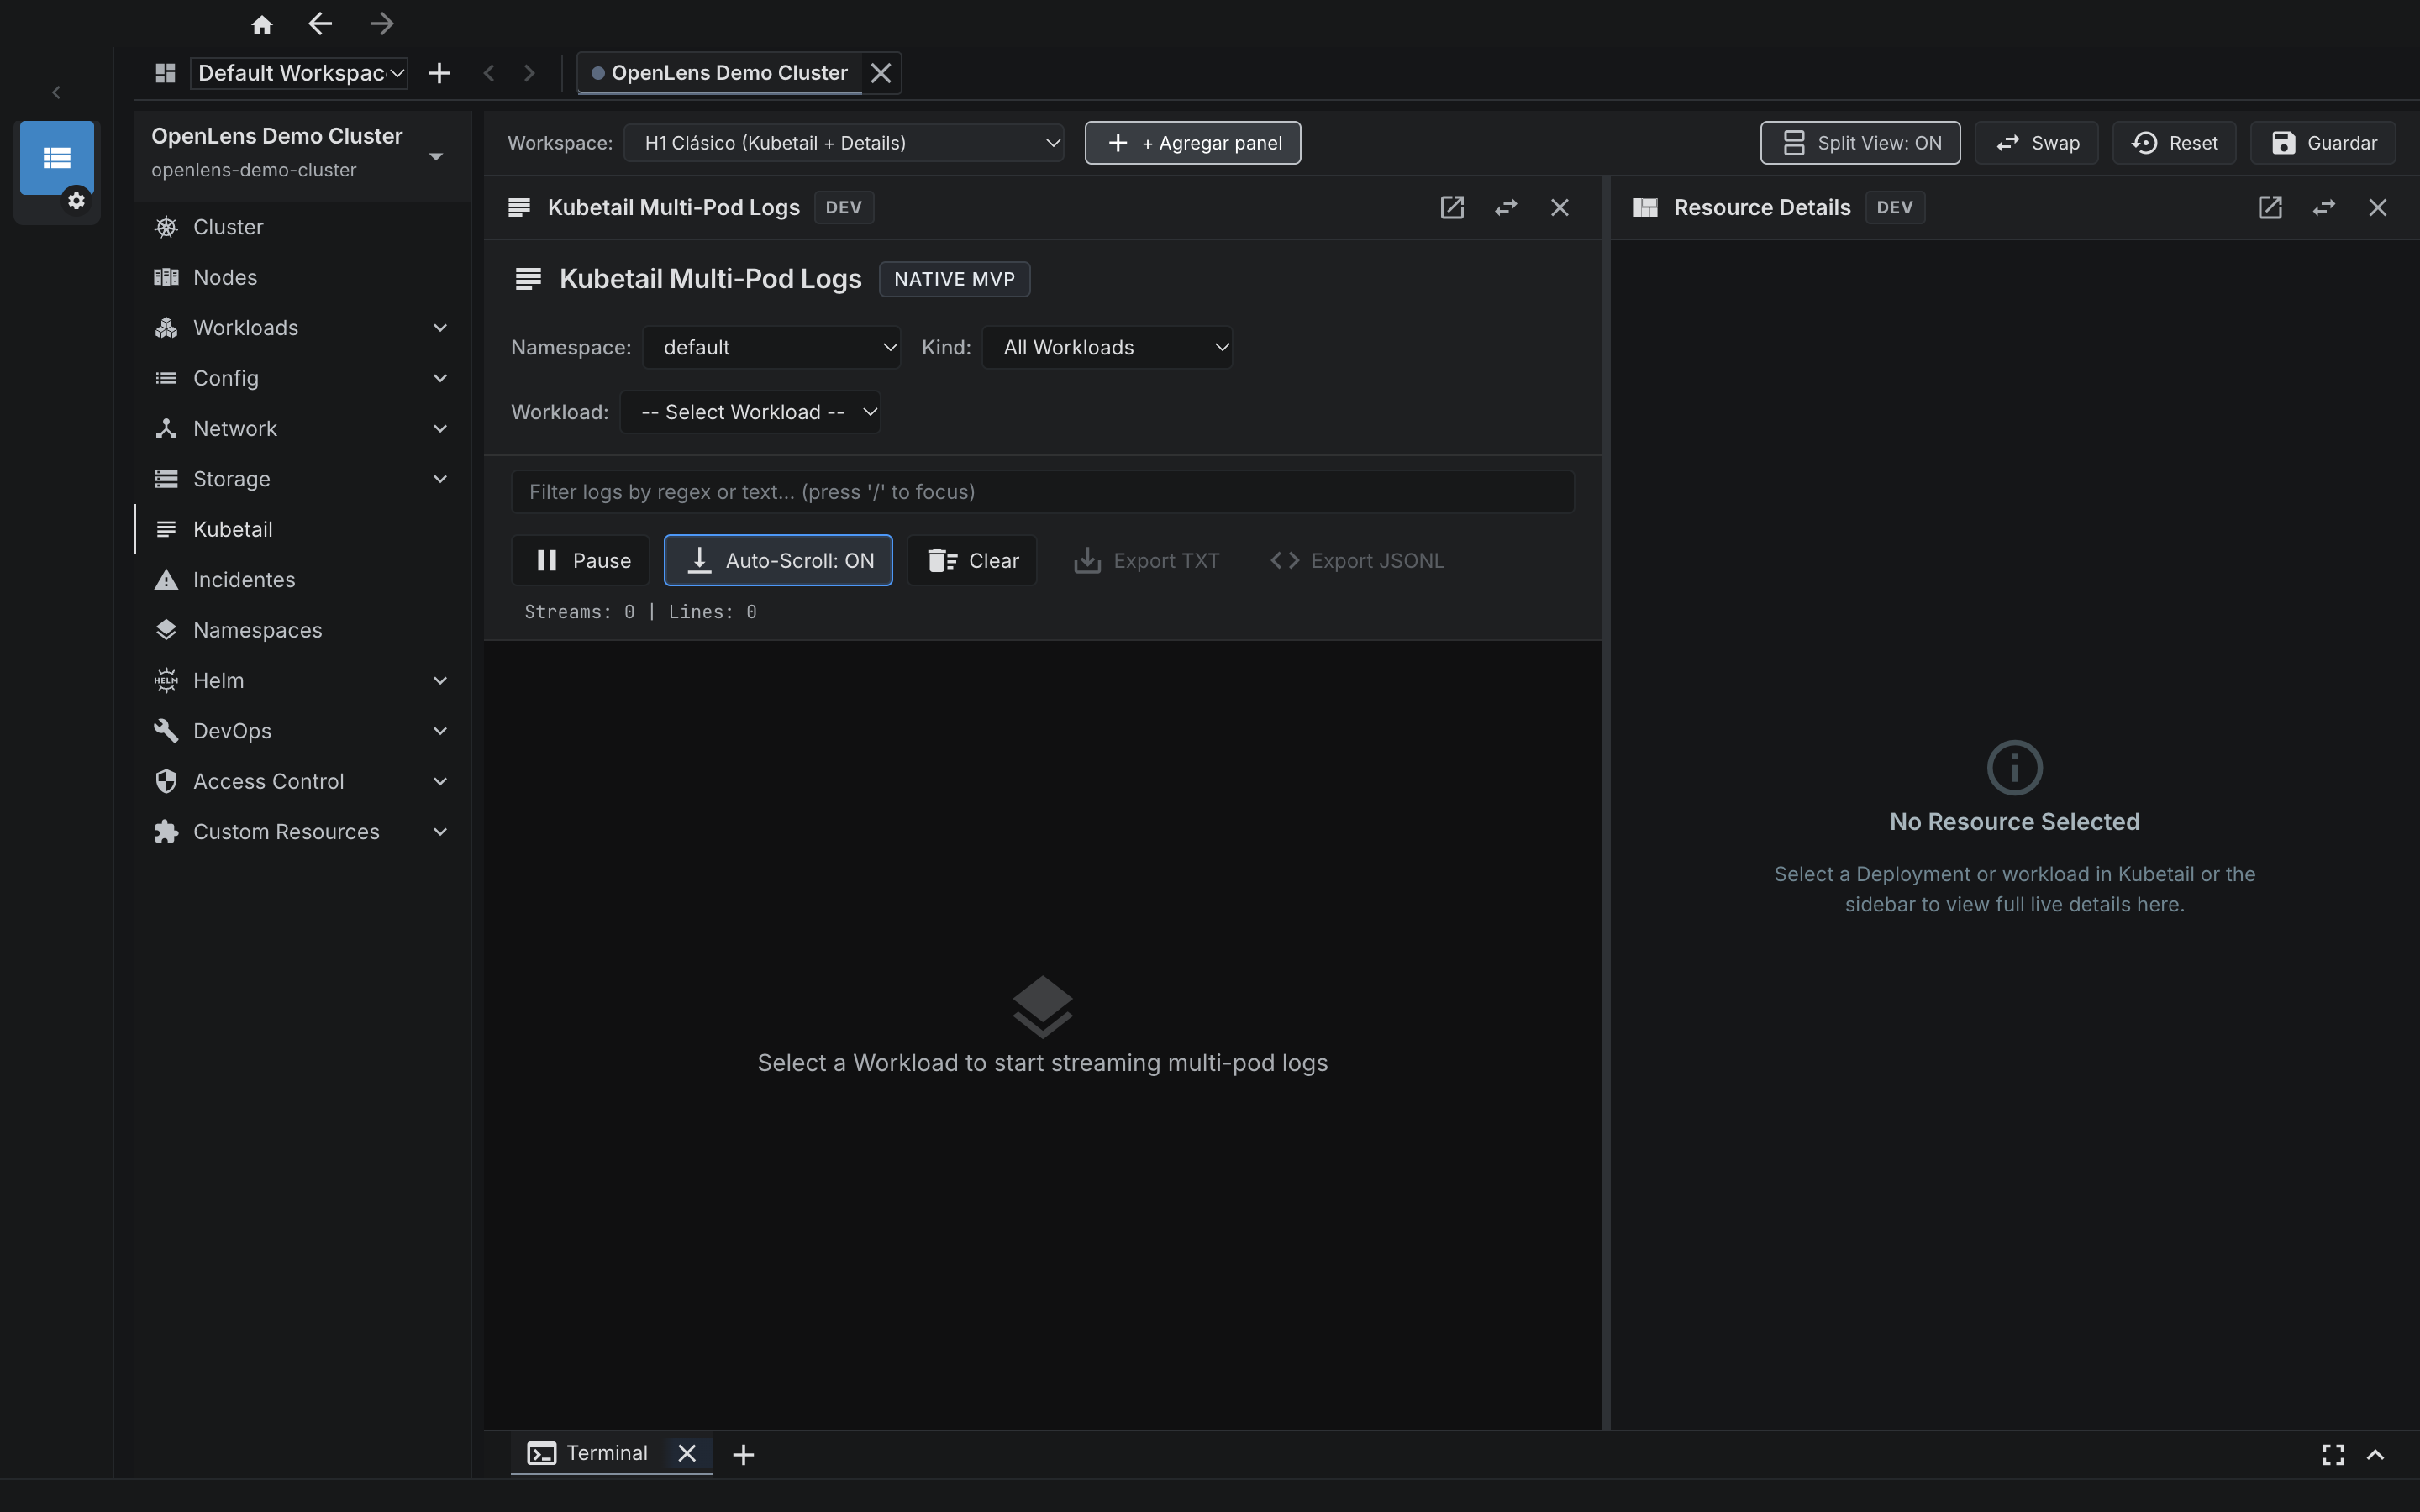 Default Workspac
OpenLens Demo Cluster
OpenLens Demo Cluster
openlens-demo-cluster
Cluster
Nodes
Workloads
Config
Network
Storage
Kubetail
Incidentes
Namespaces
HELM
Helm
DevOps
Access Control
Custom Resources
Workspace:
H1 Clásico (Kubetail + Details)
+ Agregar panel
Split View: ON
Swap
Reset
Guardar
Kubetail Multi-Pod Logs
DEV
Kubetail Multi-Pod Logs
NATIVE MVP
Namespace:
default
Kind:
All Workloads
Workload:
-- Select Workload --
Filter logs by regex or text... (press '/' to focus)
Pause
Auto-Scroll: ON
Clear
Export TXT
Export JSONL
Streams: 0 | Lines: 0
Select a Workload to start streaming multi-pod logs
Resource Details
DEV
No Resource Selected
Select a Deployment or workload in Kubetail or the
sidebar to view full live details here.
Terminal